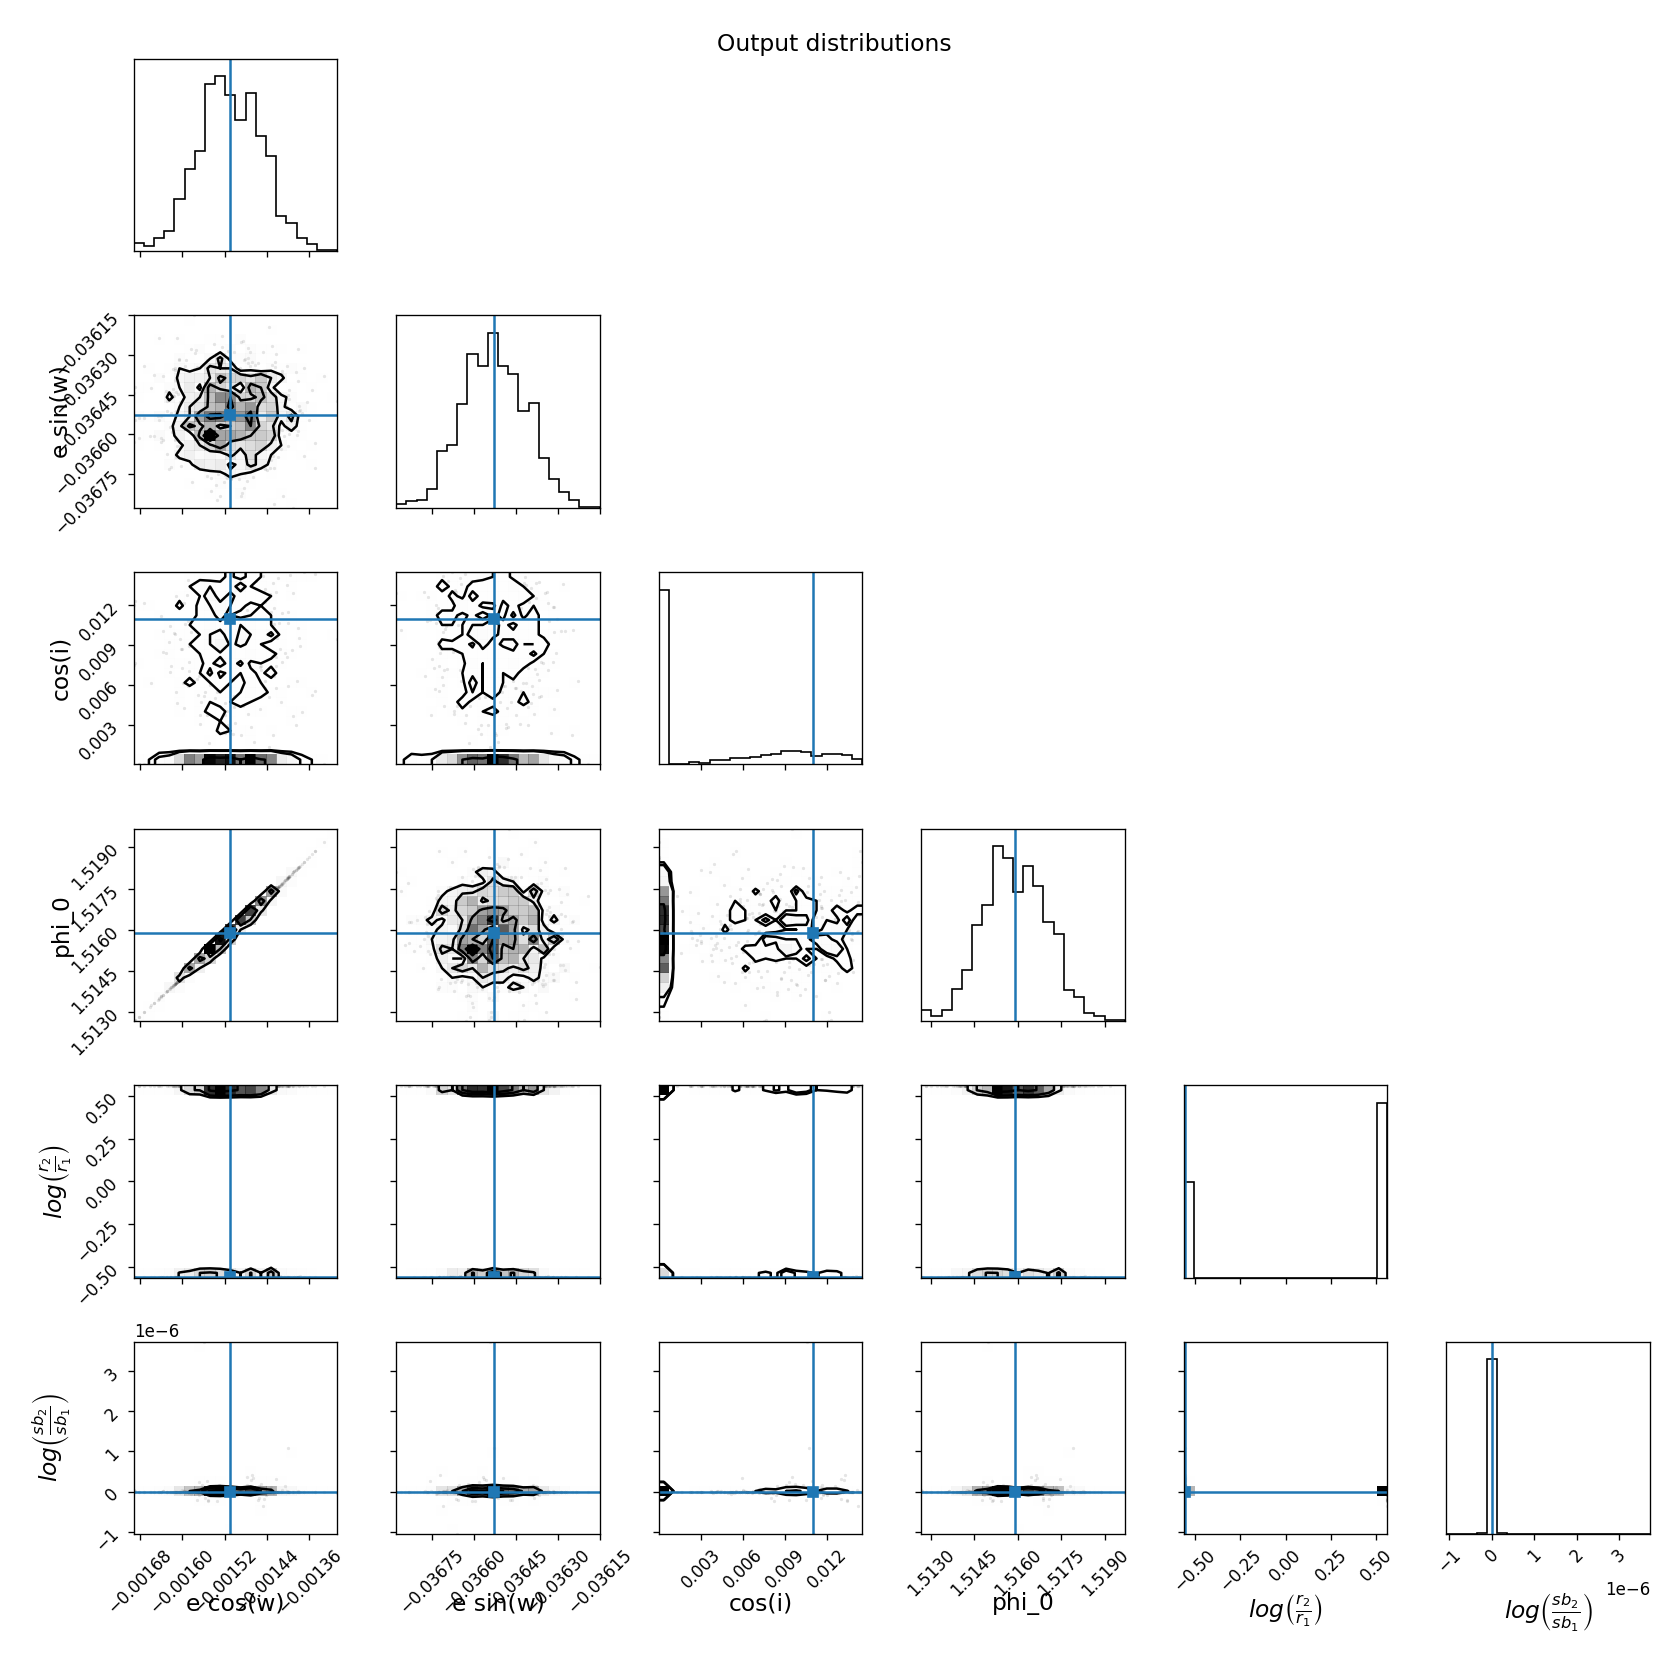 Output distributions
e sin(w)
−0.03615
−0.03630
−0.03645
−0.03660
−0.03675
cos(i)
0.012
0.009
0.006
0.003
phi_0
1.5190
1.5175
1.5160
1.5145
1.5130
log(r₂/r₁)
0.50
0.25
0.00
−0.25
−0.50
1e−6
log(sb₂/sb₁)
3
2
1
0
−1
−0.00168 −0.00160 −0.00152 −0.00144 −0.00136
−0.03675 −0.03660 −0.03645 −0.03630 −0.03615
0.003 0.006 0.009 0.012
1.5130 1.5145 1.5160 1.5175 1.5190
−0.50 −0.25 0.00 0.25 0.50
−1 0 1 2 3
1e−6
e cos(w)
e sin(w)
cos(i)
phi_0
log(r₂/r₁)
log(sb₂/sb₁)